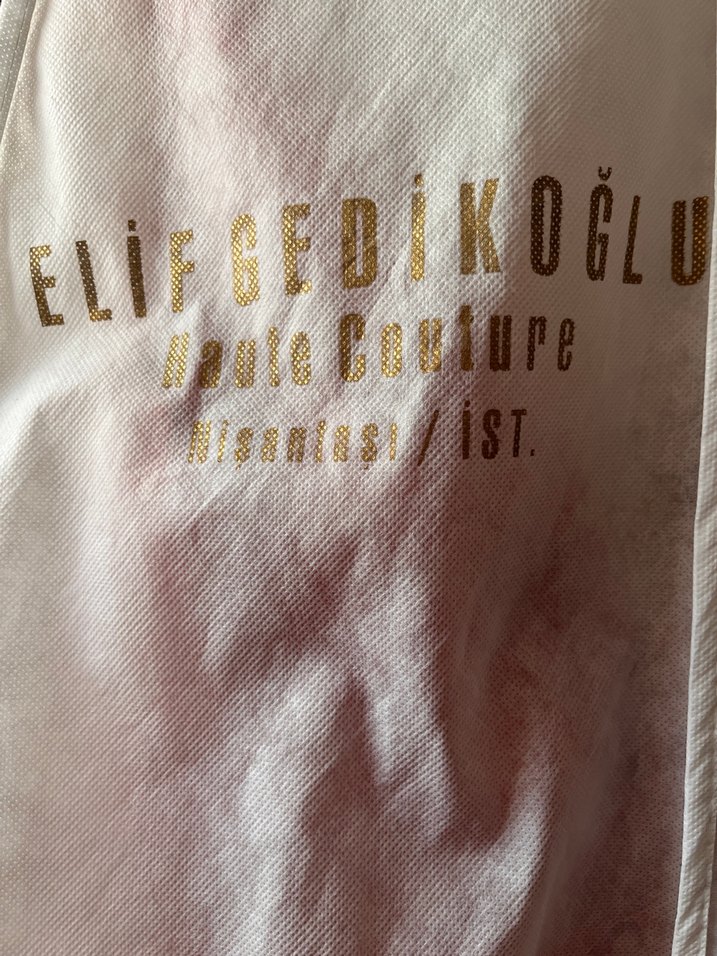 ELİF GEDİKOĞLU
Haute Couture
Nişantaşı / İST.